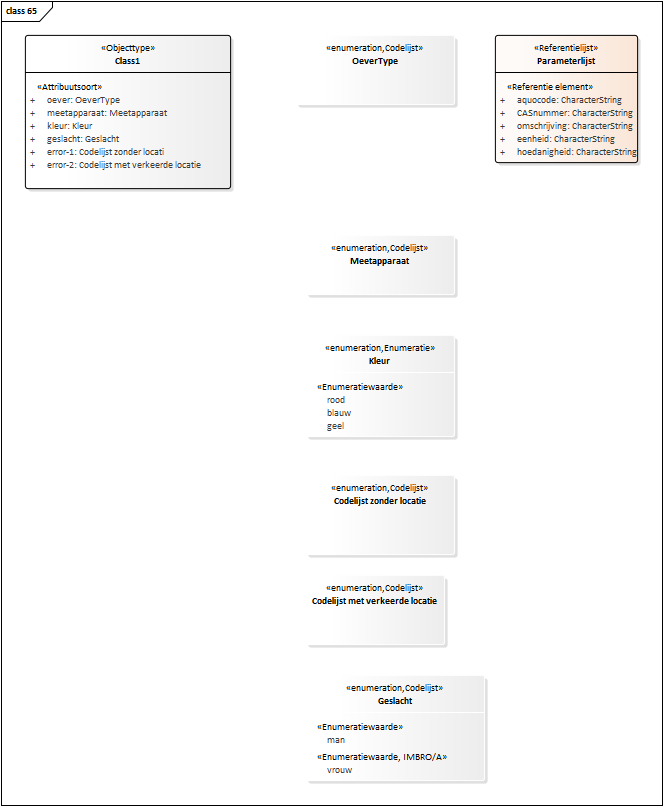 class 65
«Objecttype»
Class1
«Attribuutsoort»
+ oever: OeverType
+ meetapparaat: Meetapparaat
+ kleur: Kleur
+ geslacht: Geslacht
+ error-1: Codelijst zonder locati
+ error-2: Codelijst met verkeerde locatie
«enumeration,Codelijst»
OeverType
«Referentielijst»
Parameterlijst
«Referentie element»
+ aquocode: CharacterString
+ CASnummer: CharacterString
+ omschrijving: CharacterString
+ eenheid: CharacterString
+ hoedanigheid: CharacterString
«enumeration,Codelijst»
Meetapparaat
«enumeration,Enumeratie»
Kleur
«Enumeratiewaarde»
rood
blauw
geel
«enumeration,Codelijst»
Codelijst zonder locatie
«enumeration,Codelijst»
Codelijst met verkeerde locatie
«enumeration,Codelijst»
Geslacht
«Enumeratiewaarde»
man
«Enumeratiewaarde, IMBRO/A»
vrouw